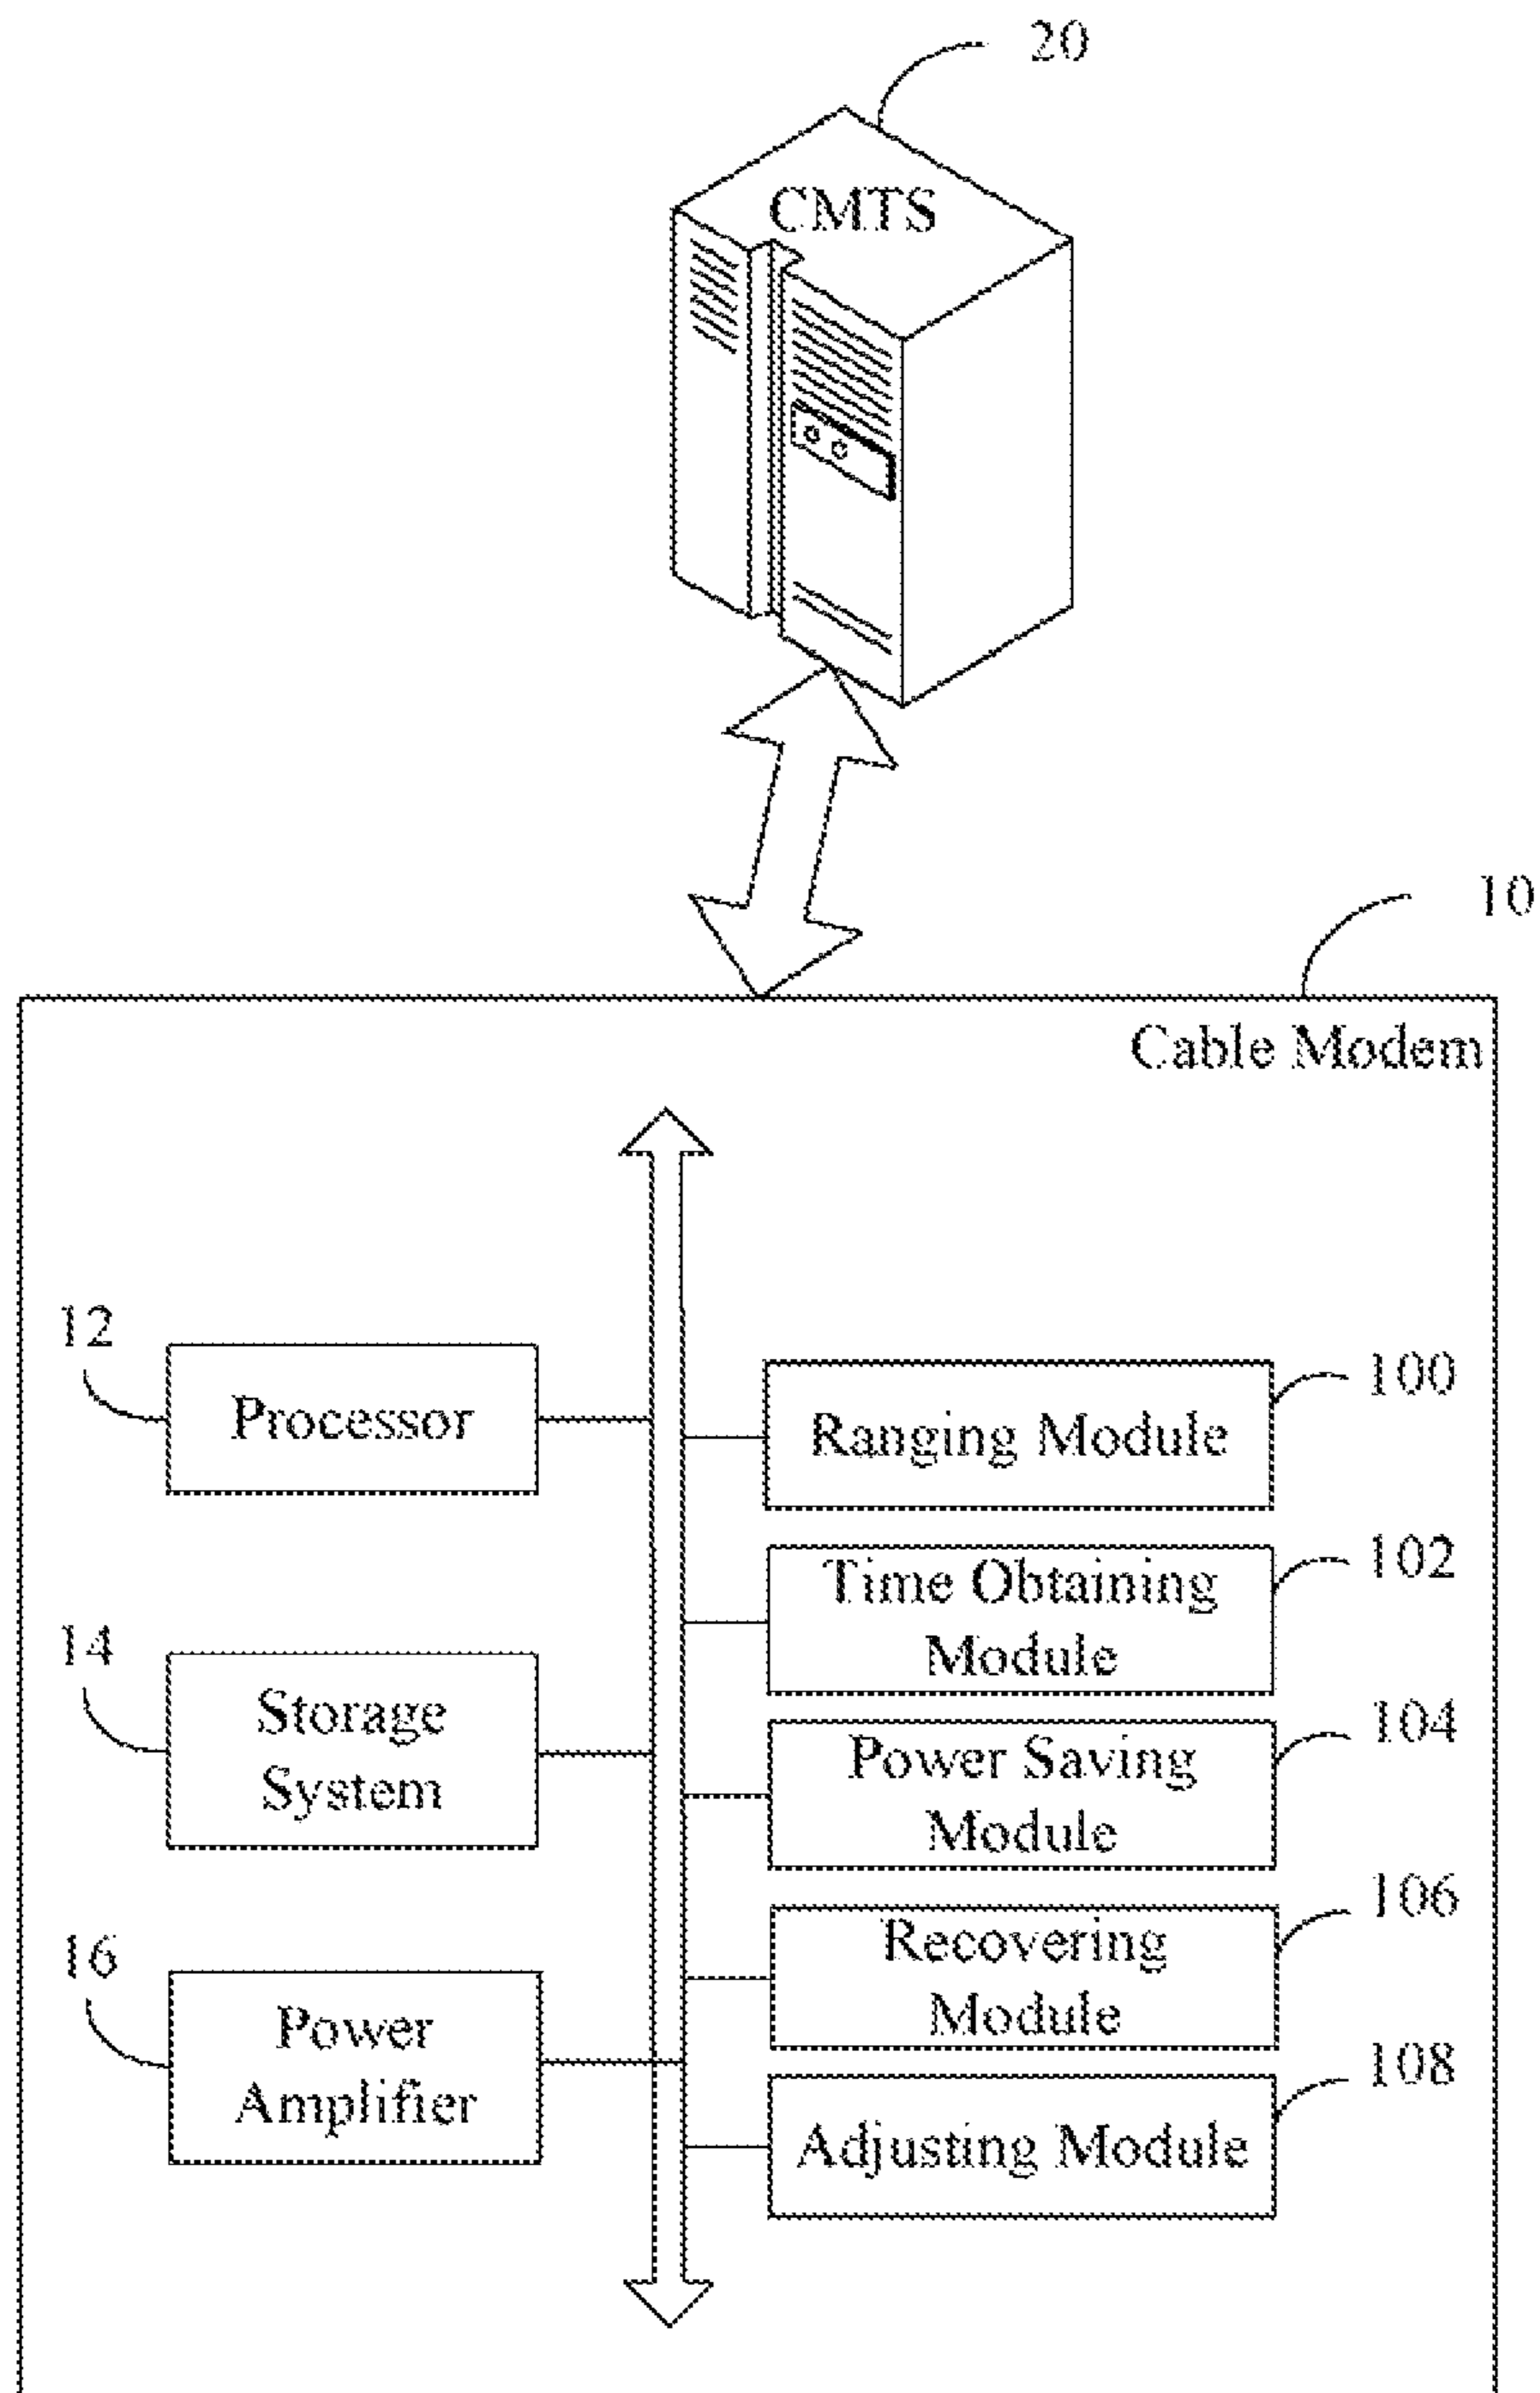 20
CMTS
10
Cable Modem
12
Processor
100
Ranging Module
102
Time Obtaining
Module
14
Storage
System
104
Power Saving
Module
106
Recovering
Module
16
Power
Amplifier
108
Adjusting Module